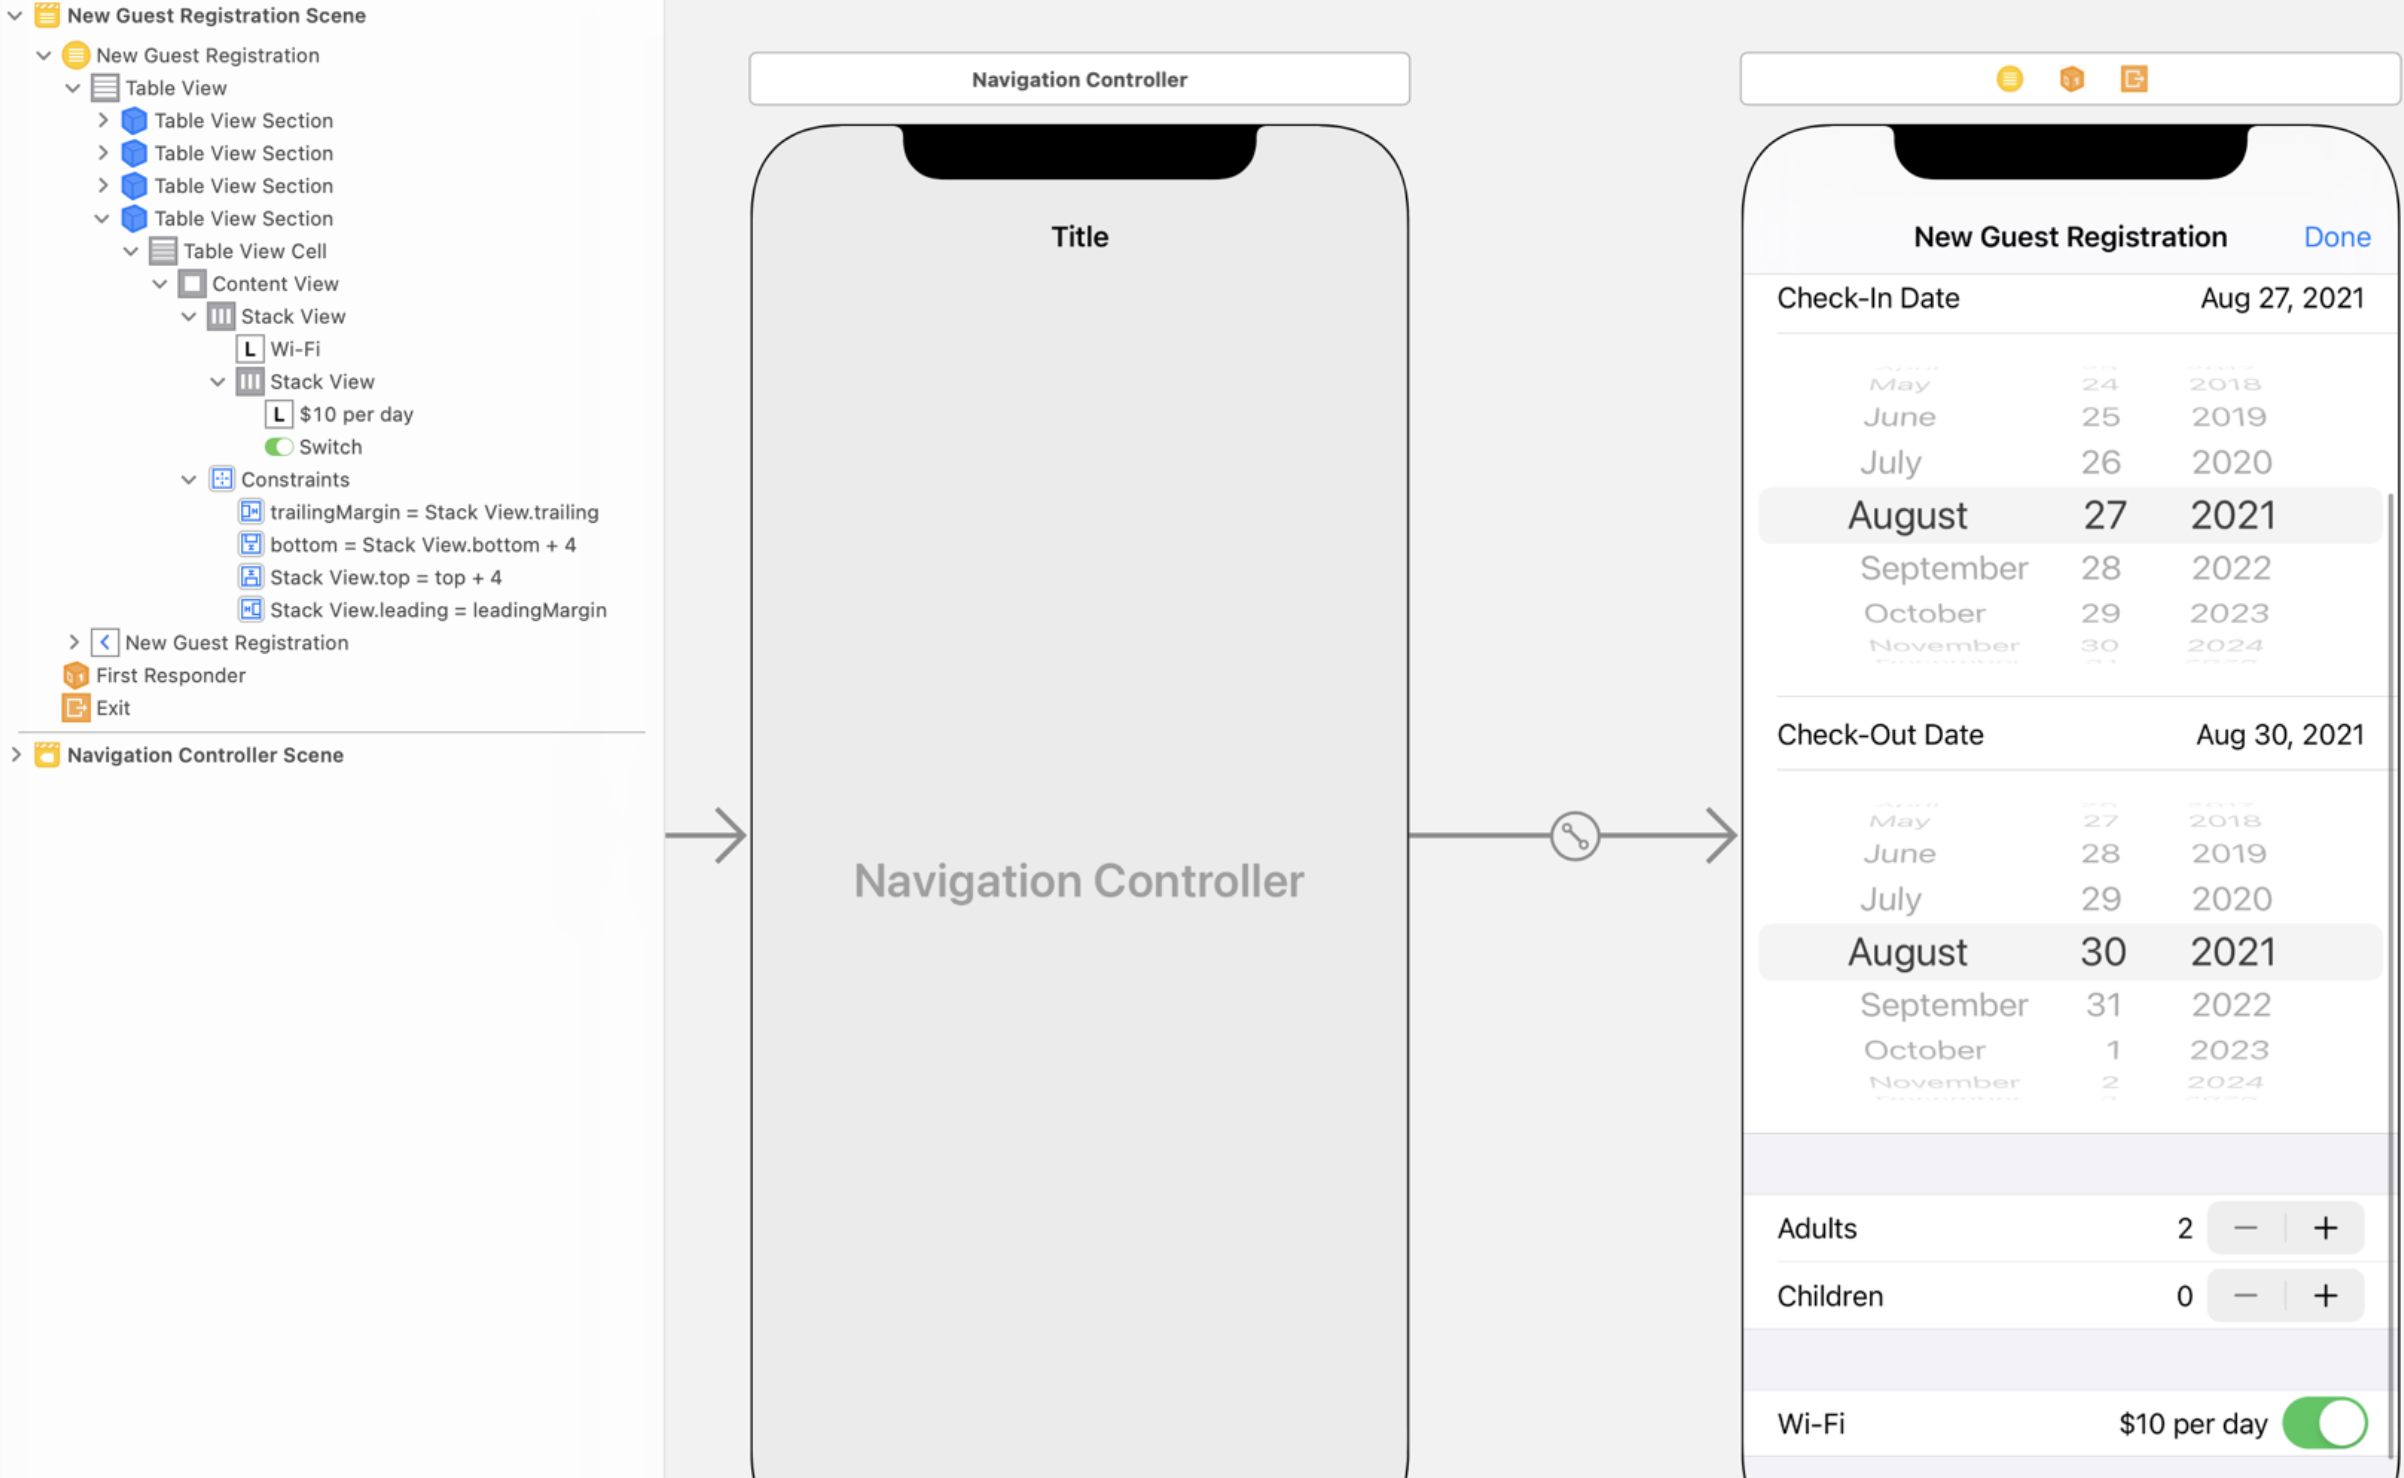 New Guest Registration Scene
New Guest Registration
Table View
Table View Section
Table View Section
Table View Section
Table View Section
Table View Cell
Content View
Stack View
L Wi-Fi
Stack View
L $10 per day
Switch
Constraints
trailingMargin = Stack View.trailing
bottom = Stack View.bottom + 4
Stack View.top = top + 4
Stack View.leading = leadingMargin
New Guest Registration
First Responder
Exit
Navigation Controller Scene
Navigation Controller
Title
Navigation Controller
New Guest Registration Done
Check-In Date Aug 27, 2021
May 24 2018
June 25 2019
July 26 2020
August 27 2021
September 28 2022
October 29 2023
November 30 2024
Check-Out Date Aug 30, 2021
May 27 2018
June 28 2019
July 29 2020
August 30 2021
September 31 2022
October 1 2023
November 2 2024
Adults 2 − +
Children 0 − +
Wi-Fi $10 per day